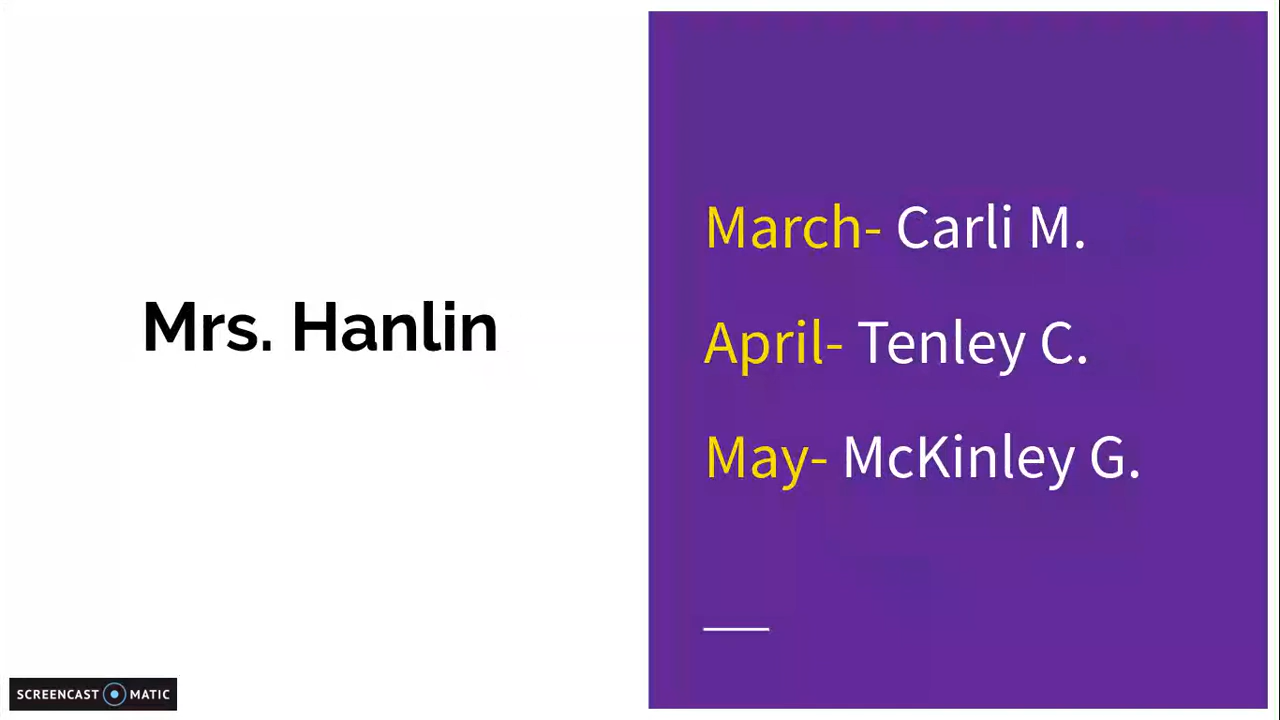 Mrs. Hanlin
March- Carli M.
April- Tenley C.
May- McKinley G.
SCREENCAST MATIC